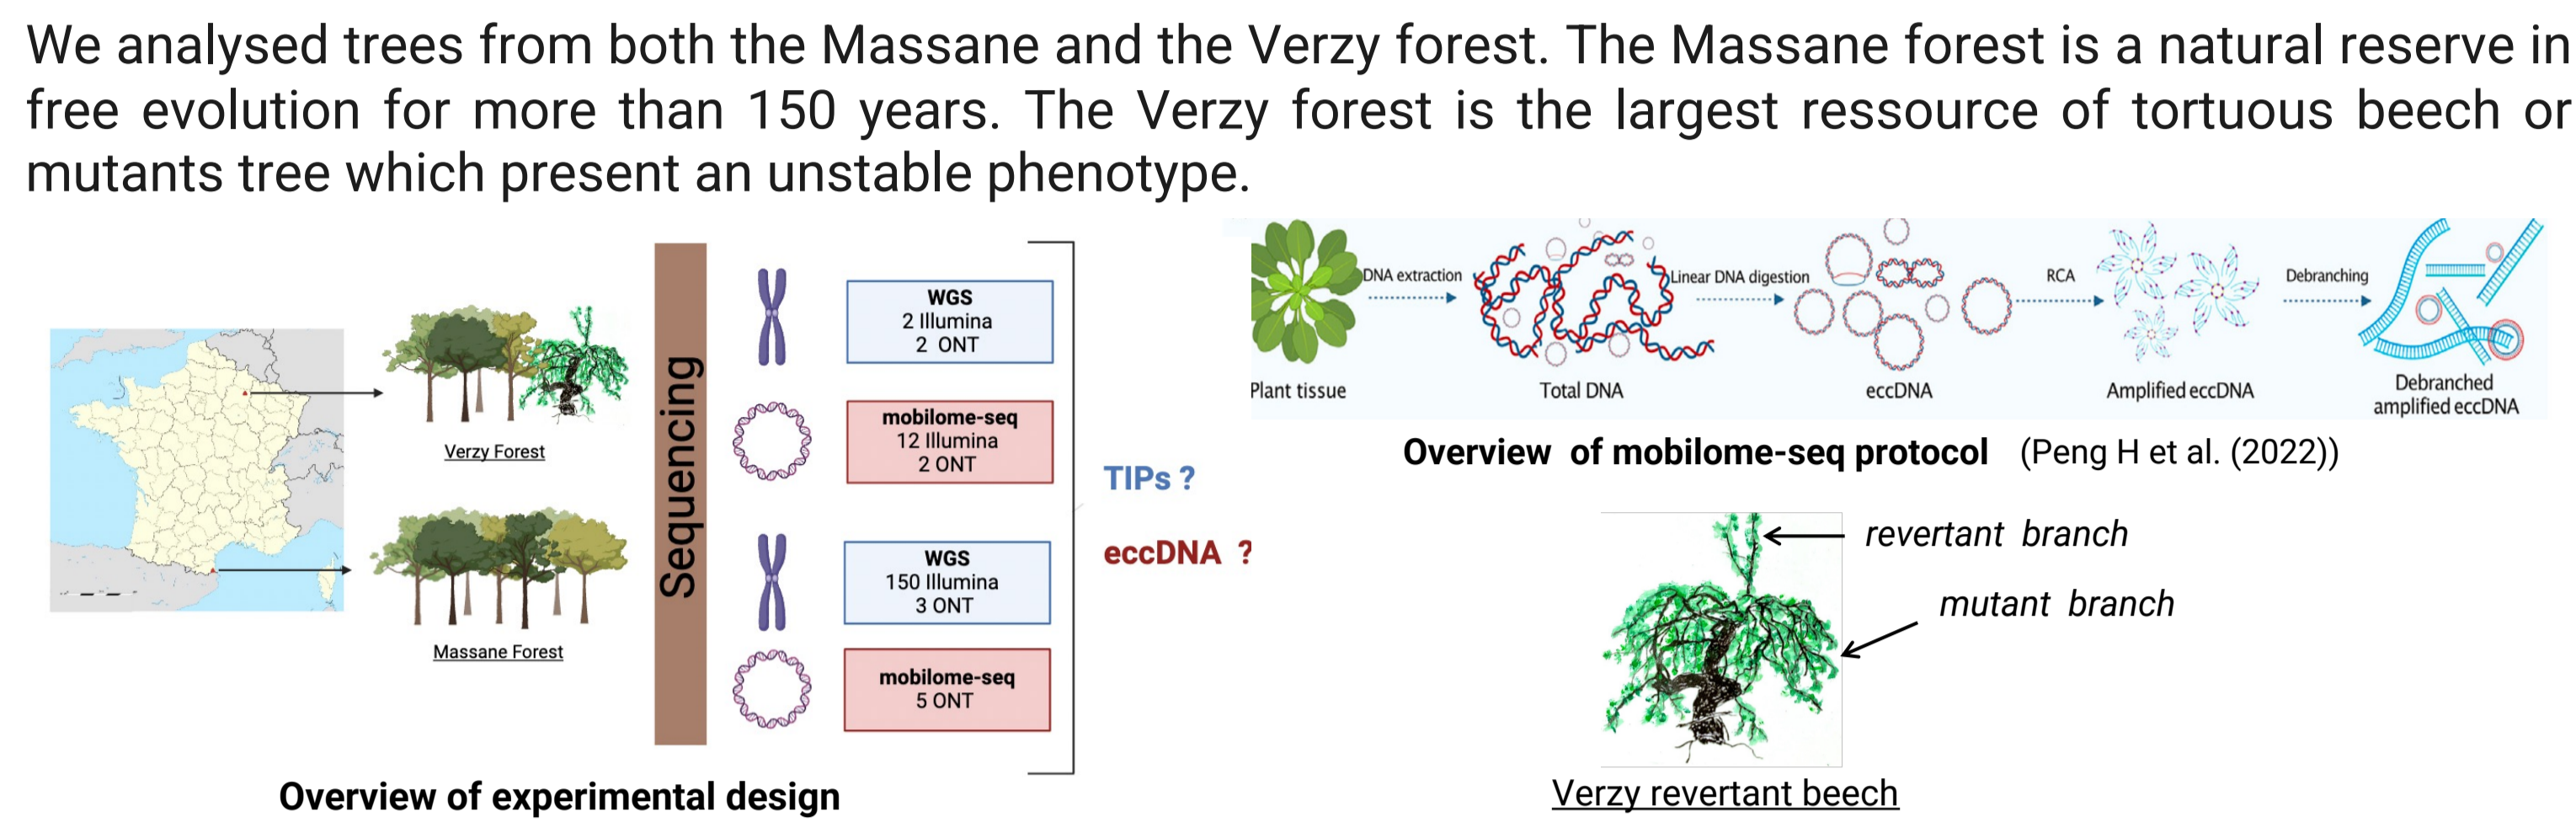 We analysed trees from both the Massane and the Verzy forest. The Massane forest is a natural reserve in
free evolution for more than 150 years. The Verzy forest is the largest ressource of tortuous beech or
mutants tree which present an unstable phenotype.
Verzy Forest
Massane Forest
Sequencing
WGS
2 Illumina
2 ONT
mobilome-seq
12 Illumina
2 ONT
WGS
150 Illumina
3 ONT
mobilome-seq
5 ONT
TIPs ?
eccDNA ?
Overview of experimental design
DNA extraction
Linear DNA digestion
RCA
Debranching
Plant tissue
Total DNA
eccDNA
Amplified eccDNA
Debranched
amplified eccDNA
Overview of mobilome-seq protocol (Peng H et al. (2022))
revertant branch
mutant branch
Verzy revertant beech